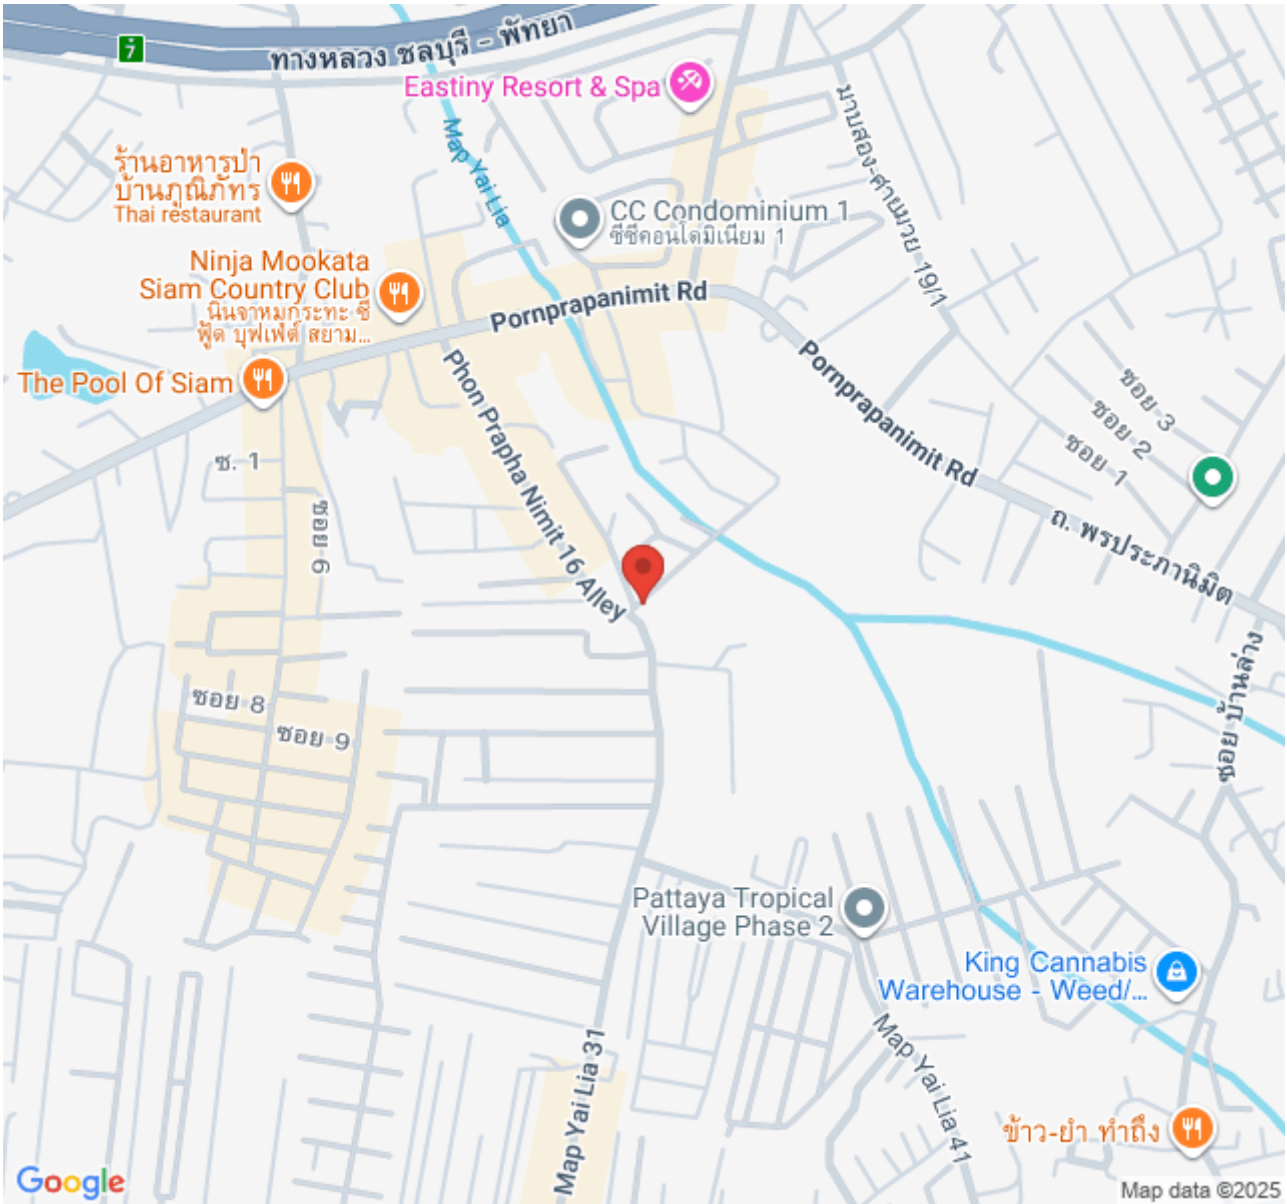 7
ทางหลวง ชลบุรี - พัทยา
Eastiny Resort & Spa
Map Yai Lia
มาบสอง-ศายมวย 19/1
ร้านอาหารป่า
บ้านภูณิภัทร
Thai restaurant
CC Condominium 1
ซีซีคอนโดมิเนียม 1
Ninja Mookata
Siam Country Club
นินจาหมูกระทะ ซี
ฟู้ด บุฟเฟ่ต์ สยาม...
Pornprapanimit Rd
The Pool Of Siam
Phon Prapha Nimit 16 Alley
Pornprapanimit Rd
ซอย 3
ซอย 2
ซอย 1
ซ. 1
ซอย 6
ถ. พรประภานิมิต
ซอย บ้านล่าง
ซอย 8
ซอย 9
Pattaya Tropical
Village Phase 2
King Cannabis
Warehouse - Weed/...
Map Yai Lia 31
Map Yai Lia 41
ข้าว-ยำ ทำถึง
Google
Map data ©2025